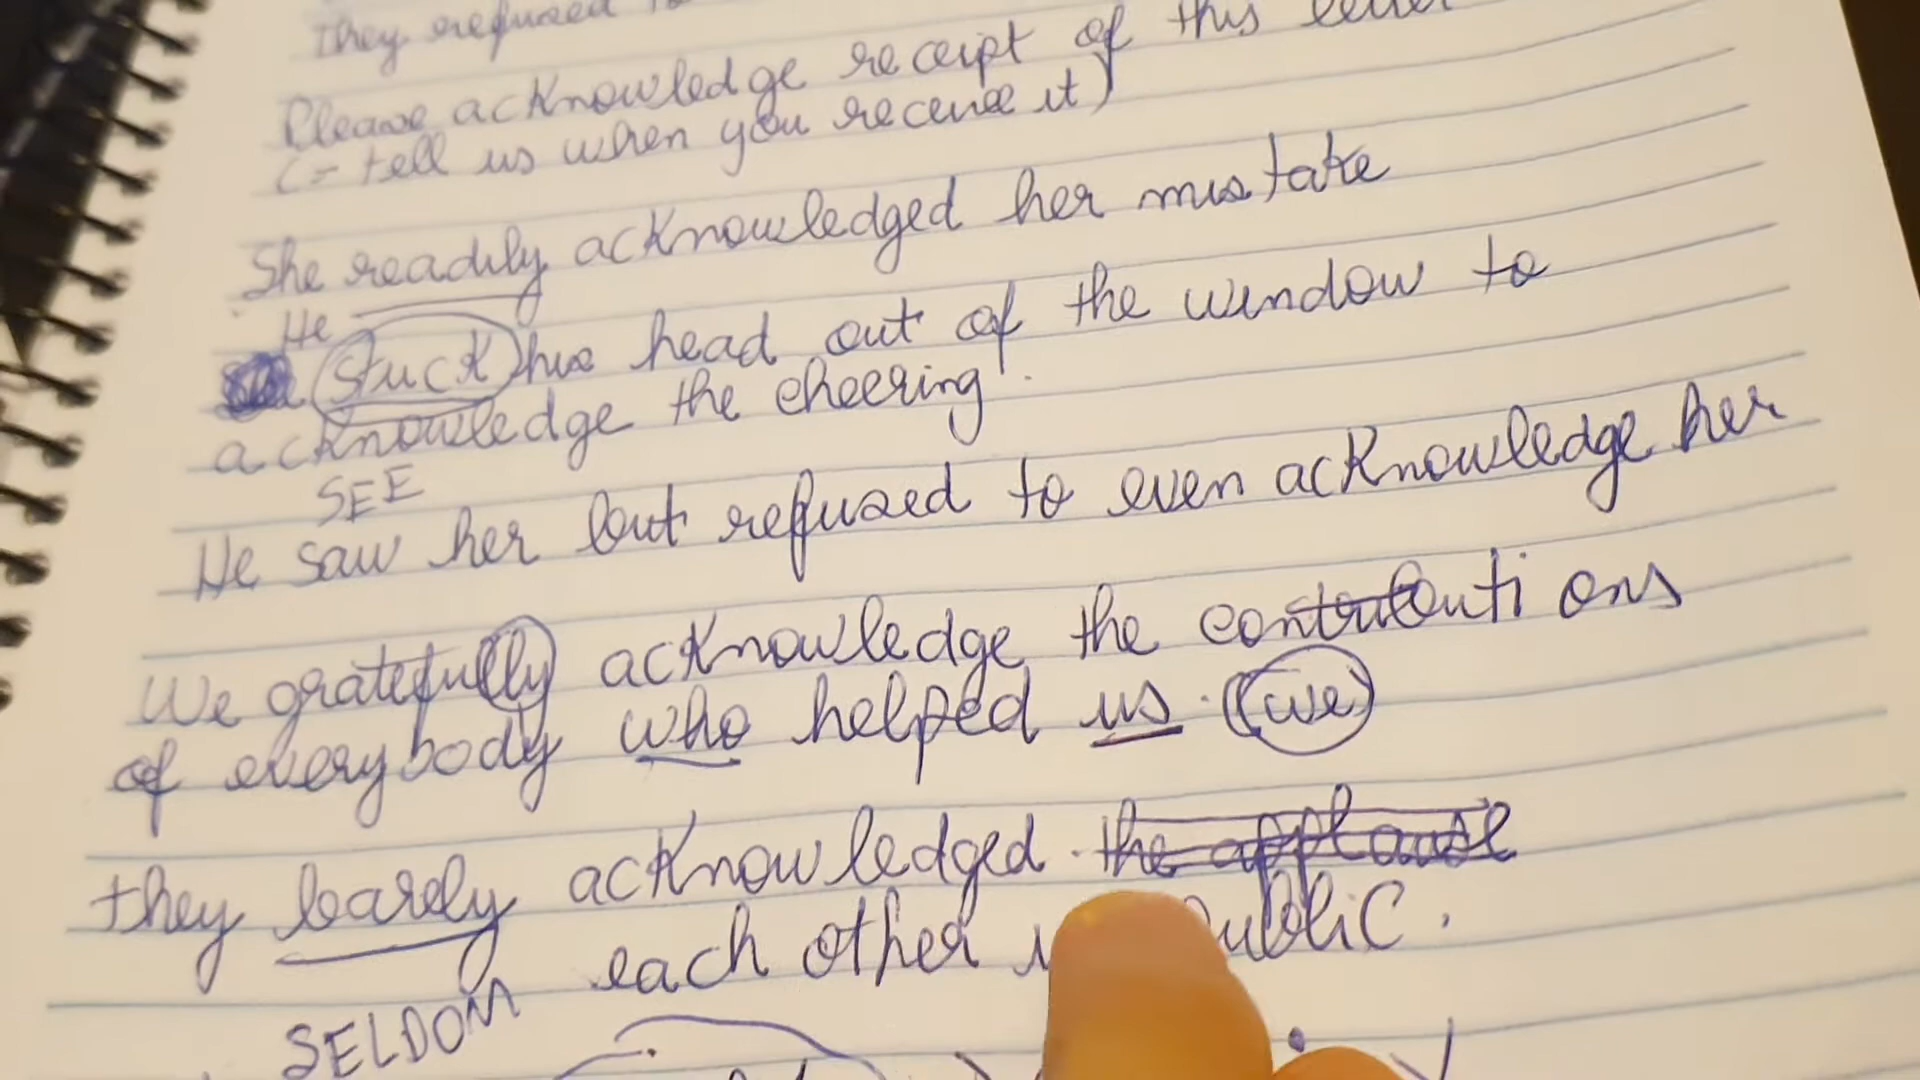 They refused to
Please acknowledge receipt of this letter
(= tell us when you receive it)
She readily acknowledged her mistake
He
stuck his head out of the window to
acknowledge the cheering.
SEE
He saw her but refused to even acknowledge her
We gratefully acknowledge the contributions
of everybody who helped us. (we)
they barely acknowledged the applause
each other public.
SELDOM